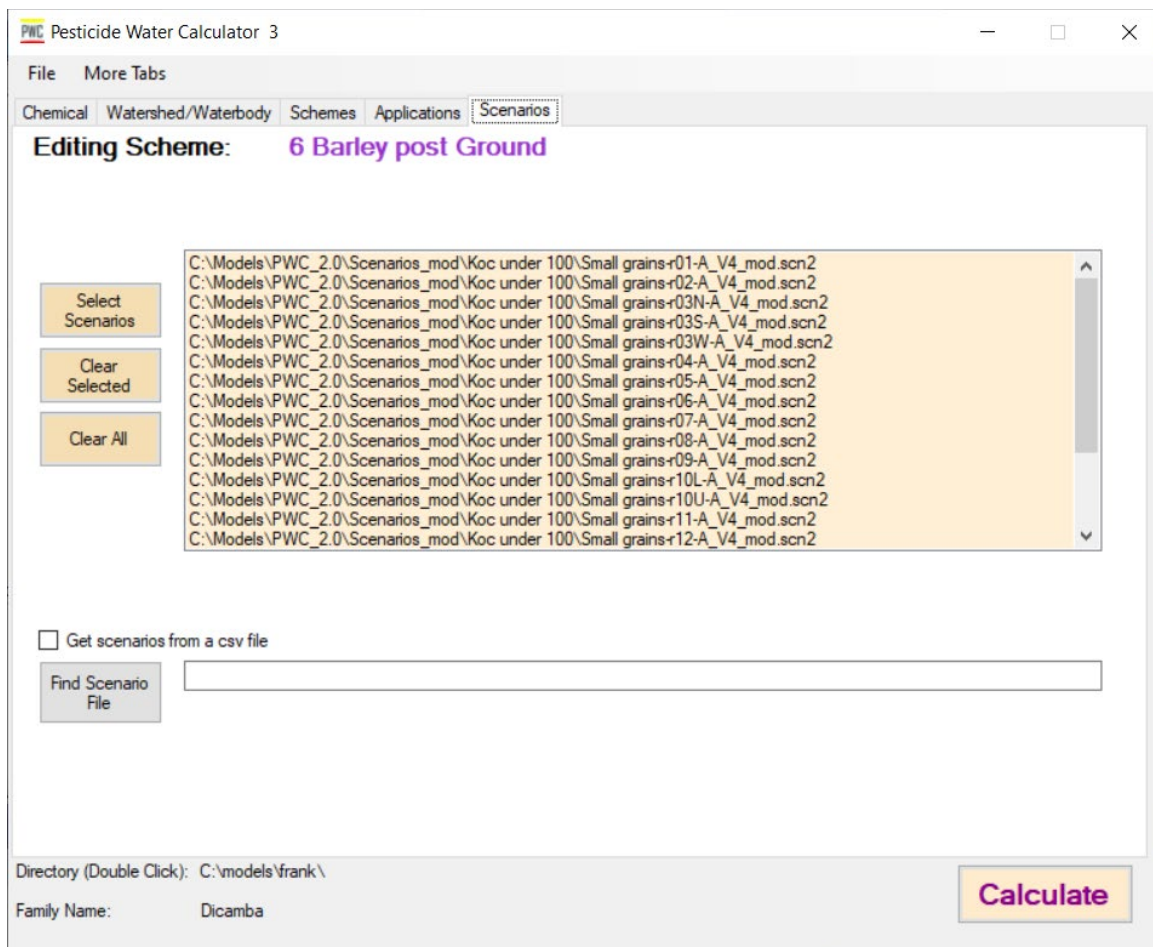 PWC Pesticide Water Calculator 3
File More Tabs
Chemical Watershed/Waterbody Schemes Applications Scenarios
Editing Scheme: 6 Barley post Ground
Select
Scenarios
Clear
Selected
Clear All
C:\Models\PWC_2.0\Scenarios_mod\Koc under 100\Small grains-r01-A_V4_mod.scn2
C:\Models\PWC_2.0\Scenarios_mod\Koc under 100\Small grains-r02-A_V4_mod.scn2
C:\Models\PWC_2.0\Scenarios_mod\Koc under 100\Small grains-r03N-A_V4_mod.scn2
C:\Models\PWC_2.0\Scenarios_mod\Koc under 100\Small grains-r03S-A_V4_mod.scn2
C:\Models\PWC_2.0\Scenarios_mod\Koc under 100\Small grains-r03W-A_V4_mod.scn2
C:\Models\PWC_2.0\Scenarios_mod\Koc under 100\Small grains-r04-A_V4_mod.scn2
C:\Models\PWC_2.0\Scenarios_mod\Koc under 100\Small grains-r05-A_V4_mod.scn2
C:\Models\PWC_2.0\Scenarios_mod\Koc under 100\Small grains-r06-A_V4_mod.scn2
C:\Models\PWC_2.0\Scenarios_mod\Koc under 100\Small grains-r07-A_V4_mod.scn2
C:\Models\PWC_2.0\Scenarios_mod\Koc under 100\Small grains-r08-A_V4_mod.scn2
C:\Models\PWC_2.0\Scenarios_mod\Koc under 100\Small grains-r09-A_V4_mod.scn2
C:\Models\PWC_2.0\Scenarios_mod\Koc under 100\Small grains-r10L-A_V4_mod.scn2
C:\Models\PWC_2.0\Scenarios_mod\Koc under 100\Small grains-r10U-A_V4_mod.scn2
C:\Models\PWC_2.0\Scenarios_mod\Koc under 100\Small grains-r11-A_V4_mod.scn2
C:\Models\PWC_2.0\Scenarios_mod\Koc under 100\Small grains-r12-A_V4_mod.scn2
Get scenarios from a csv file
Find Scenario
File
Directory (Double Click): C:\models\frank\
Family Name: Dicamba
Calculate